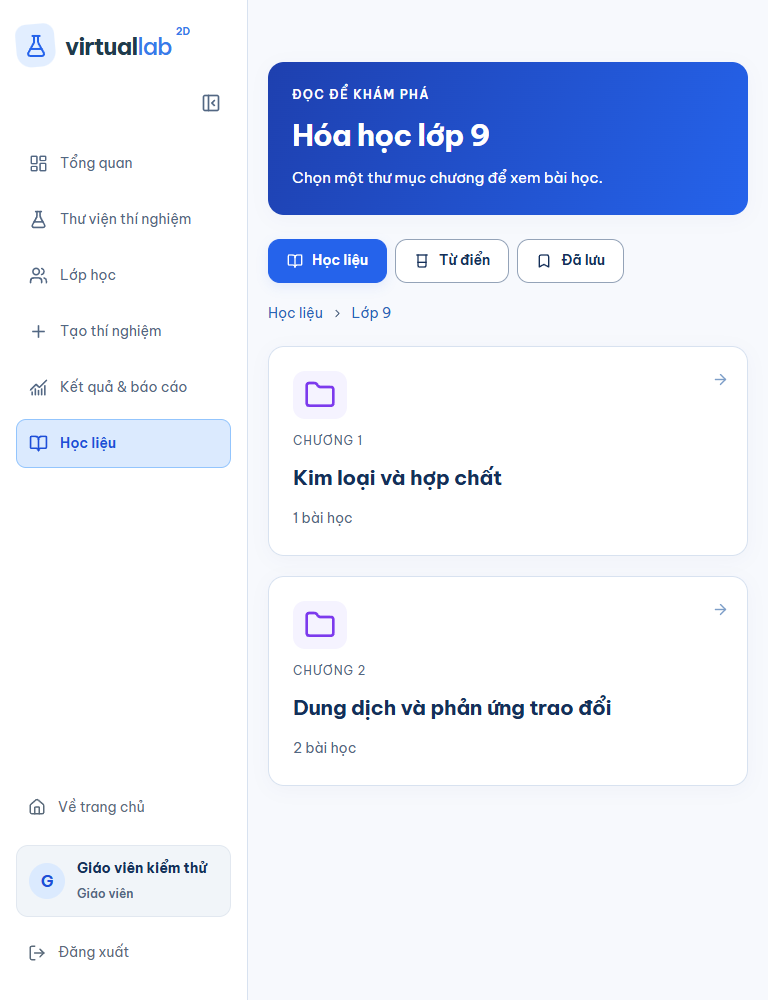 virtuallab 2D
Tổng quan
Thư viện thí nghiệm
Lớp học
Tạo thí nghiệm
Kết quả & báo cáo
Học liệu
Về trang chủ
G
Giáo viên kiểm thử
Giáo viên
Đăng xuất
ĐỌC ĐỂ KHÁM PHÁ
Hóa học lớp 9
Chọn một thư mục chương để xem bài học.
Học liệu
Từ điển
Đã lưu
Học liệu › Lớp 9
CHƯƠNG 1
Kim loại và hợp chất
1 bài học
CHƯƠNG 2
Dung dịch và phản ứng trao đổi
2 bài học